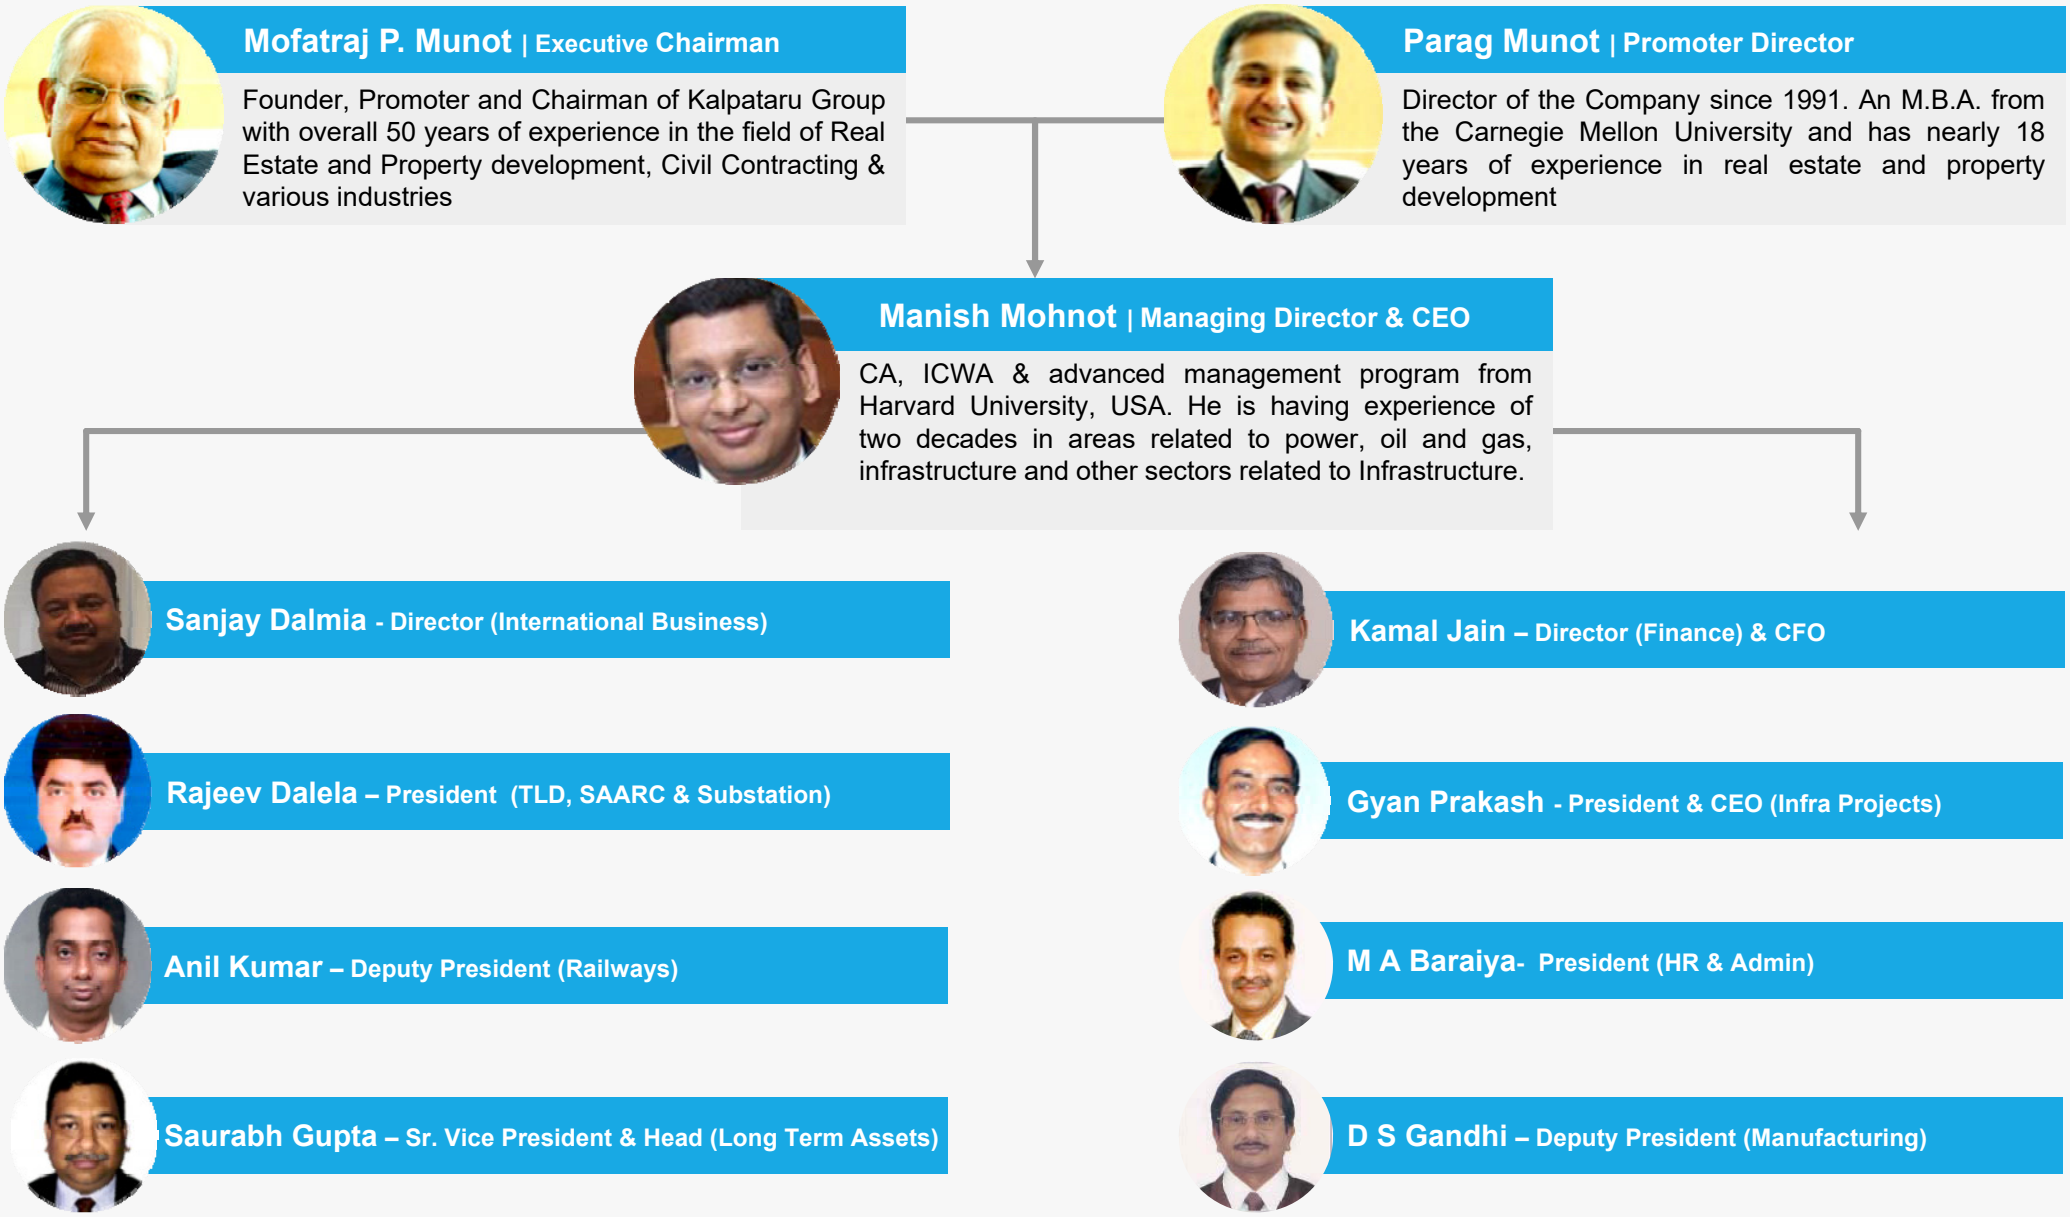 Mofatraj P. Munot | Executive Chairman
Founder, Promoter and Chairman of Kalpataru Group
with overall 50 years of experience in the field of Real
Estate and Property development, Civil Contracting &
various industries
Parag Munot | Promoter Director
Director of the Company since 1991. An M.B.A. from
the Carnegie Mellon University and has nearly 18
years of experience in real estate and property
development
Manish Mohnot | Managing Director & CEO
CA, ICWA & advanced management program from
Harvard University, USA. He is having experience of
two decades in areas related to power, oil and gas,
infrastructure and other sectors related to Infrastructure.
Sanjay Dalmia - Director (International Business)
Rajeev Dalela – President (TLD, SAARC & Substation)
Anil Kumar – Deputy President (Railways)
Saurabh Gupta – Sr. Vice President & Head (Long Term Assets)
Kamal Jain – Director (Finance) & CFO
Gyan Prakash - President & CEO (Infra Projects)
M A Baraiya- President (HR & Admin)
D S Gandhi – Deputy President (Manufacturing)